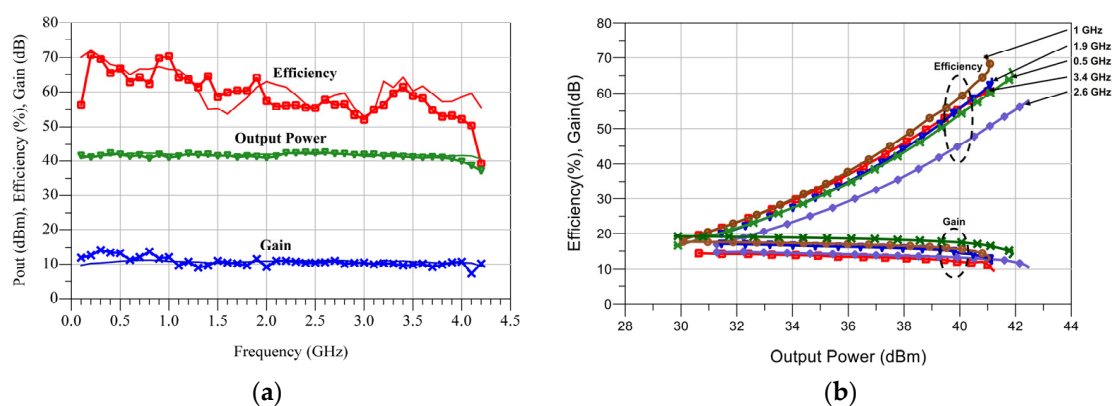 Pout (dBm), Efficiency (%), Gain (dB)
80
70
60
50
40
30
20
10
0
Efficiency
Output Power
Gain
0.0 0.5 1.0 1.5 2.0 2.5 3.0 3.5 4.0 4.5
Frequency (GHz)
(a)
Efficiency(%), Gain(dB)
80
70
60
50
40
30
20
10
0
Efficiency
Gain
1 GHz
1.9 GHz
0.5 GHz
3.4 GHz
2.6 GHz
28 30 32 34 36 38 40 42 44
Output Power (dBm)
(b)